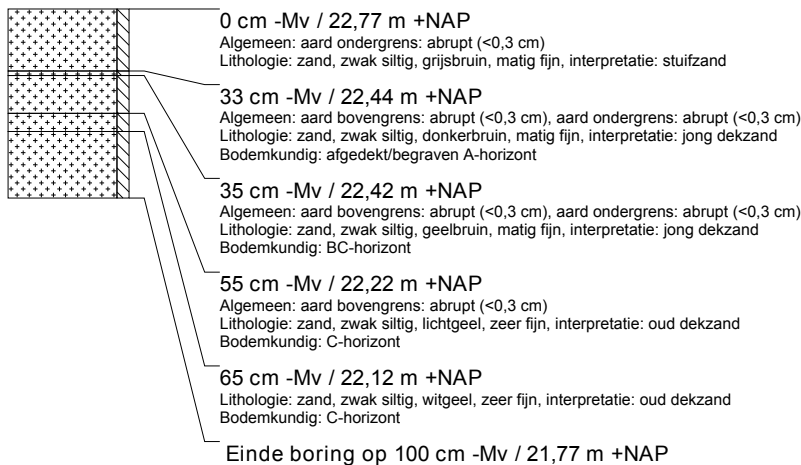 0 cm -Mv / 22,77 m +NAP
Algemeen: aard ondergrens: abrupt (<0,3 cm)
Lithologie: zand, zwak siltig, grijsbruin, matig fijn, interpretatie: stuifzand
33 cm -Mv / 22,44 m +NAP
Algemeen: aard bovengrens: abrupt (<0,3 cm), aard ondergrens: abrupt (<0,3 cm)
Lithologie: zand, zwak siltig, donkerbruin, matig fijn, interpretatie: jong dekzand
Bodemkundig: afgedekt/begraven A-horizont
35 cm -Mv / 22,42 m +NAP
Algemeen: aard bovengrens: abrupt (<0,3 cm), aard ondergrens: abrupt (<0,3 cm)
Lithologie: zand, zwak siltig, geelbruin, matig fijn, interpretatie: jong dekzand
Bodemkundig: BC-horizont
55 cm -Mv / 22,22 m +NAP
Algemeen: aard bovengrens: abrupt (<0,3 cm)
Lithologie: zand, zwak siltig, lichtgeel, zeer fijn, interpretatie: oud dekzand
Bodemkundig: C-horizont
65 cm -Mv / 22,12 m +NAP
Lithologie: zand, zwak siltig, witgeel, zeer fijn, interpretatie: oud dekzand
Bodemkundig: C-horizont
Einde boring op 100 cm -Mv / 21,77 m +NAP